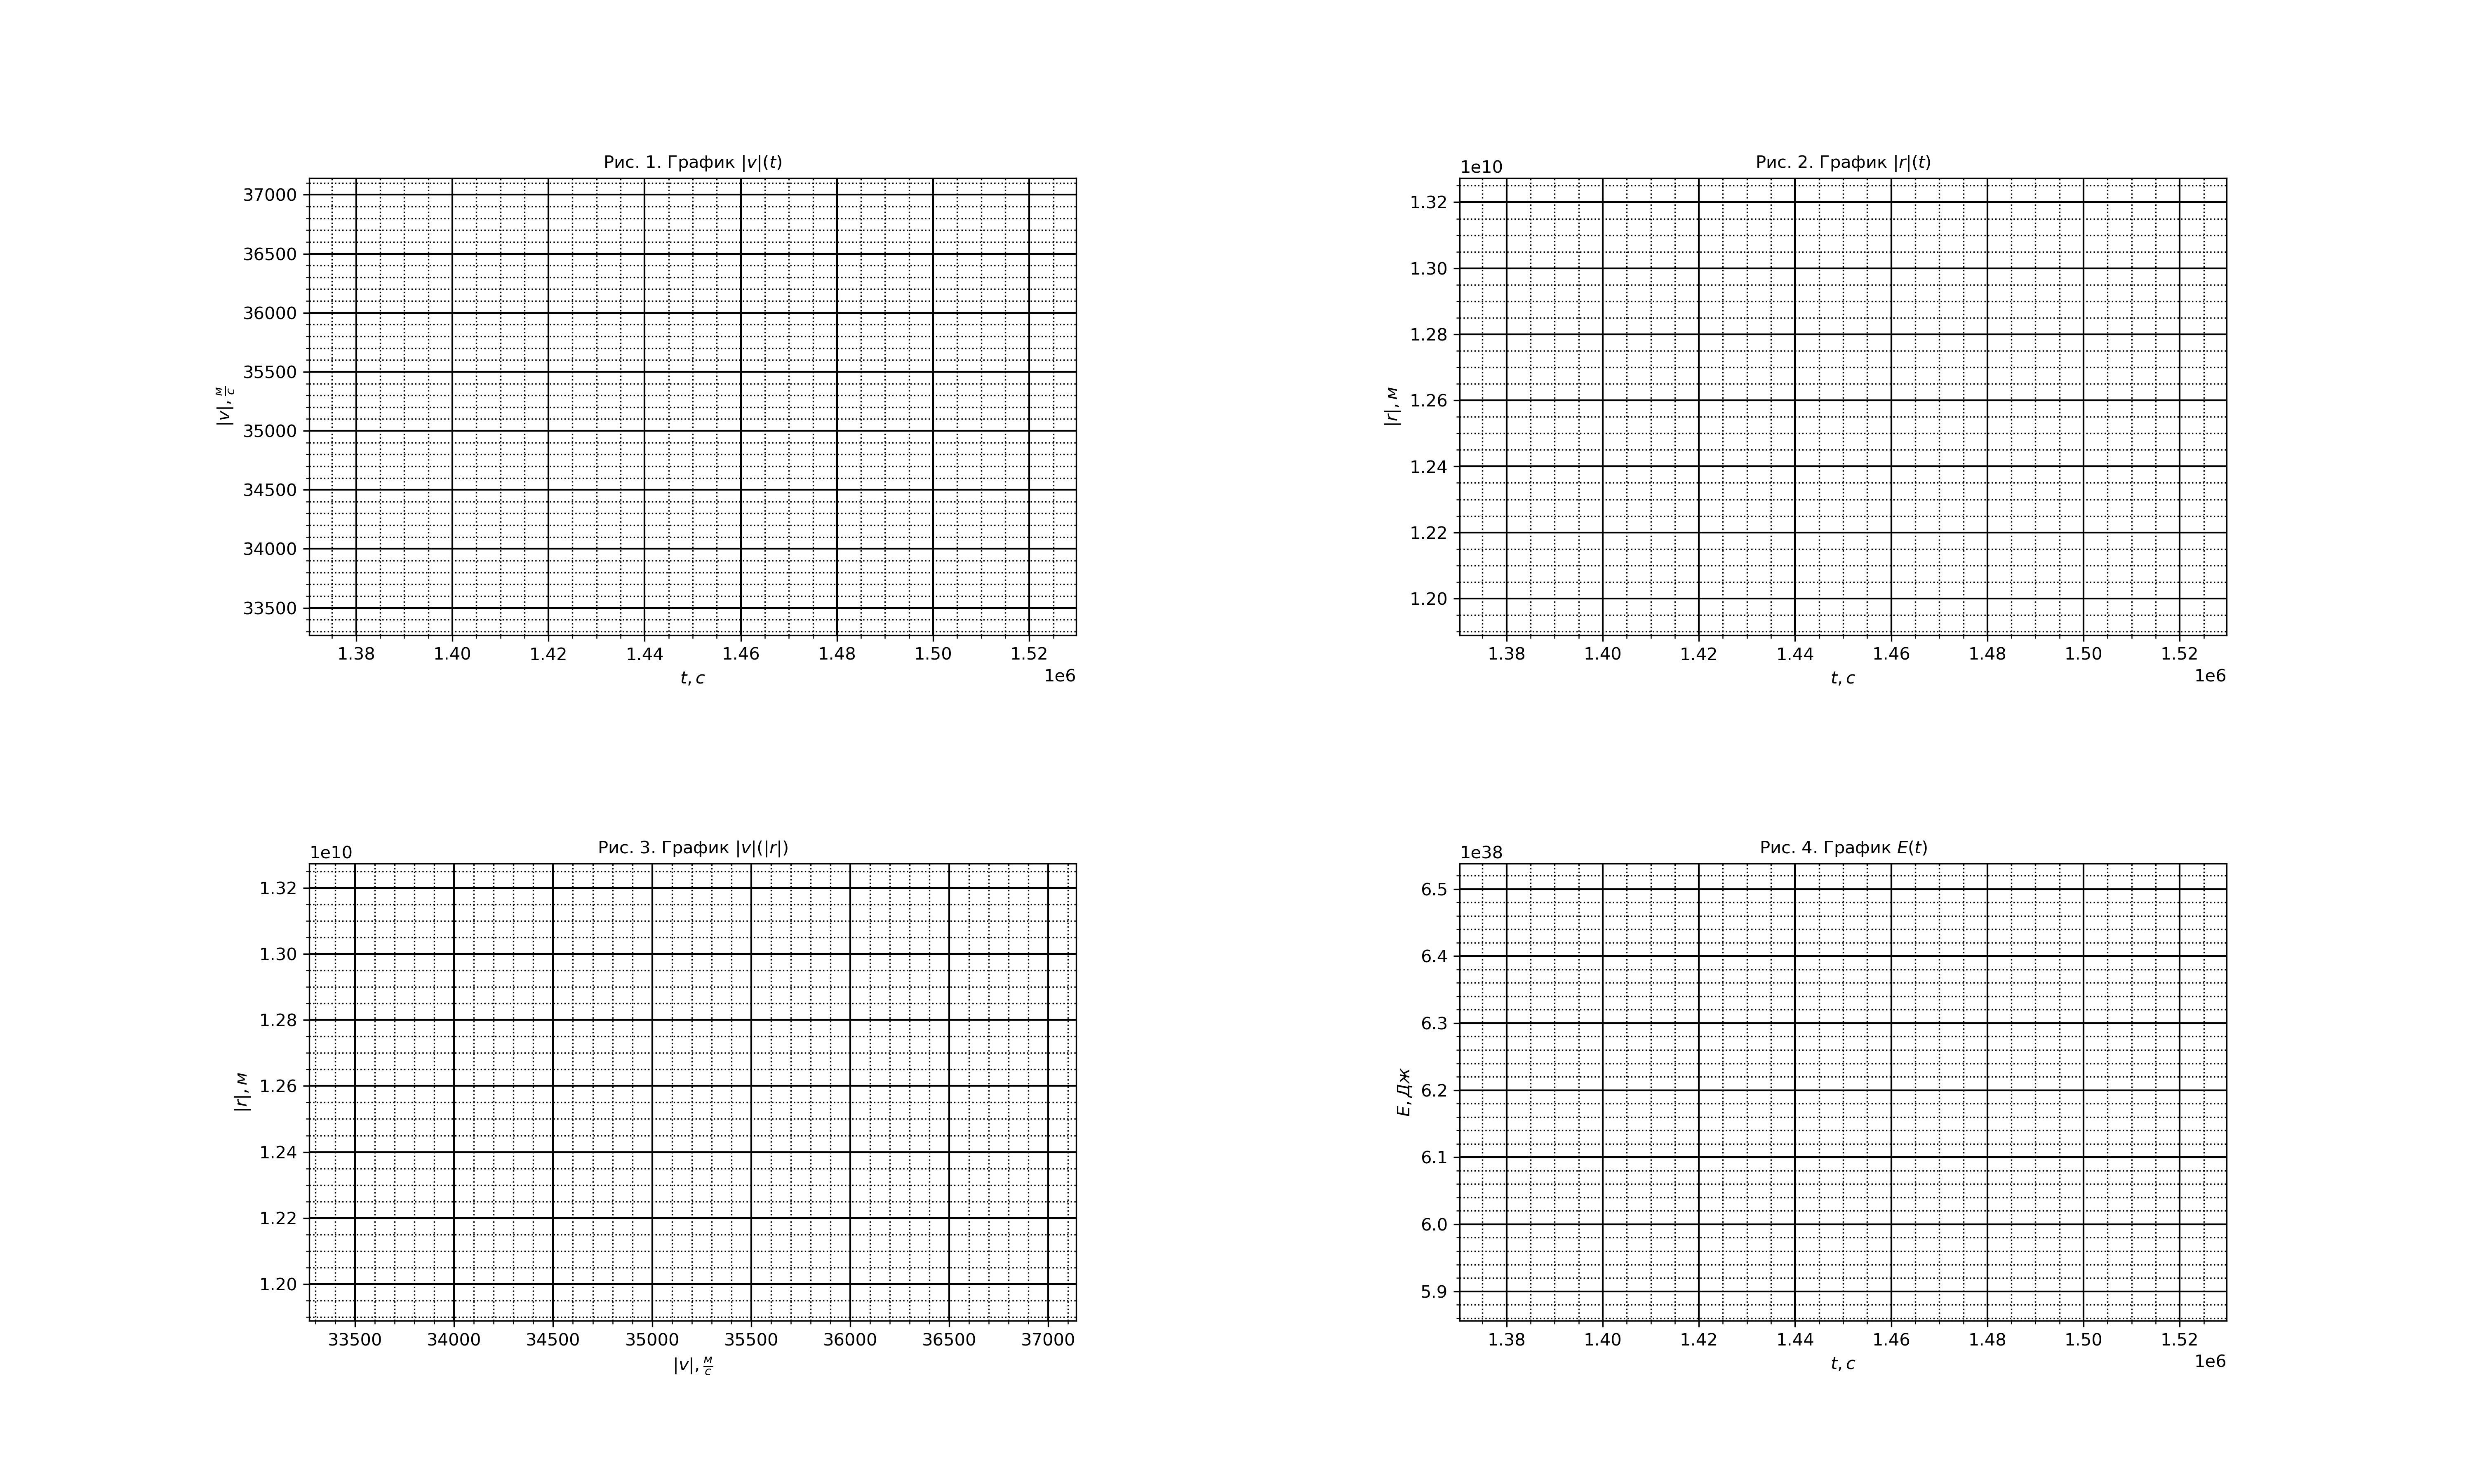 Рис. 1. График |v|(t)
37000
36500
36000
35500
35000
34500
34000
33500
|v|, м/с
1.38 1.40 1.42 1.44 1.46 1.48 1.50 1.52
1e6
t, c
Рис. 2. График |r|(t)
1e10
1.32
1.30
1.28
1.26
1.24
1.22
1.20
|r|, м
1.38 1.40 1.42 1.44 1.46 1.48 1.50 1.52
1e6
t, c
Рис. 3. График |v|(|r|)
1e10
1.32
1.30
1.28
1.26
1.24
1.22
1.20
|r|, м
33500 34000 34500 35000 35500 36000 36500 37000
|v|, м/с
Рис. 4. График E(t)
1e38
6.5
6.4
6.3
6.2
6.1
6.0
5.9
E, Дж
1.38 1.40 1.42 1.44 1.46 1.48 1.50 1.52
1e6
t, c